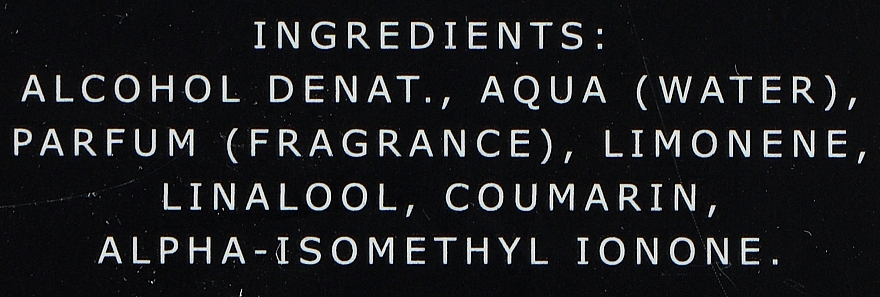 INGREDIENTS:
ALCOHOL DENAT., AQUA (WATER),
PARFUM (FRAGRANCE), LIMONENE,
LINALOOL, COUMARIN,
ALPHA-ISOMETHYL IONONE.